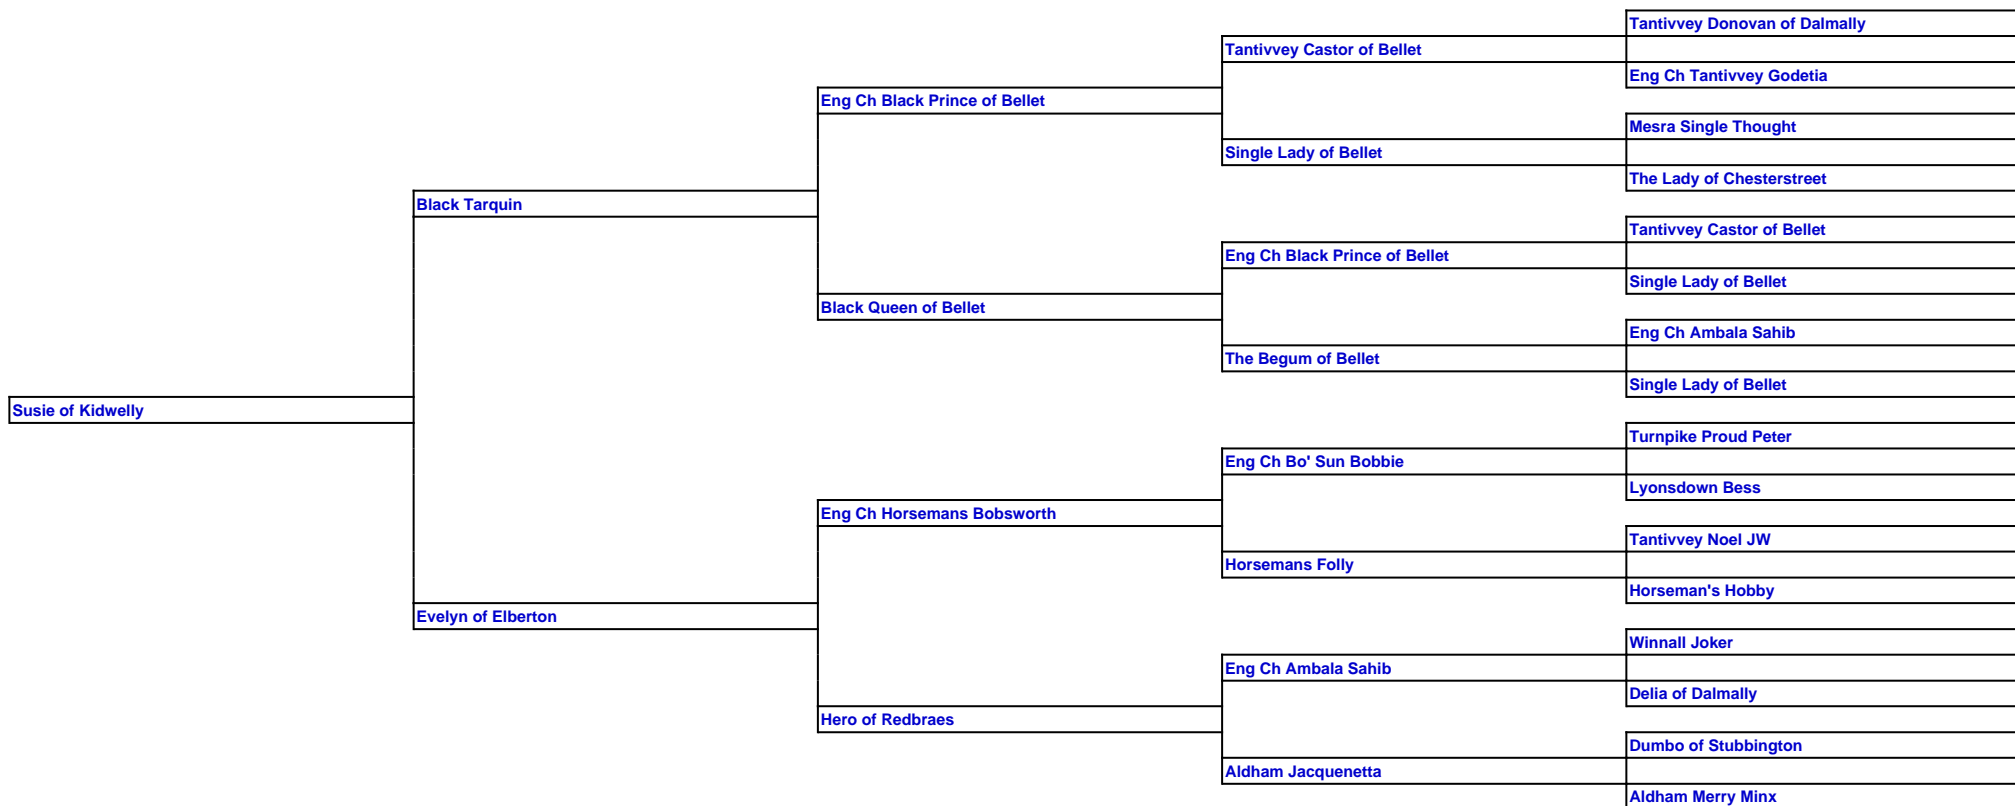 Tantivvey Donovan of Dalmally
Tantivvey Castor of Bellet
Eng Ch Tantivvey Godetia
Eng Ch Black Prince of Bellet
Mesra Single Thought
Single Lady of Bellet
The Lady of Chesterstreet
Black Tarquin
Tantivvey Castor of Bellet
Eng Ch Black Prince of Bellet
Single Lady of Bellet
Black Queen of Bellet
Eng Ch Ambala Sahib
The Begum of Bellet
Single Lady of Bellet
Susie of Kidwelly
Turnpike Proud Peter
Eng Ch Bo' Sun Bobbie
Lyonsdown Bess
Eng Ch Horsemans Bobsworth
Tantivvey Noel JW
Horsemans Folly
Horseman's Hobby
Evelyn of Elberton
Winnall Joker
Eng Ch Ambala Sahib
Delia of Dalmally
Hero of Redbraes
Dumbo of Stubbington
Aldham Jacquenetta
Aldham Merry Minx